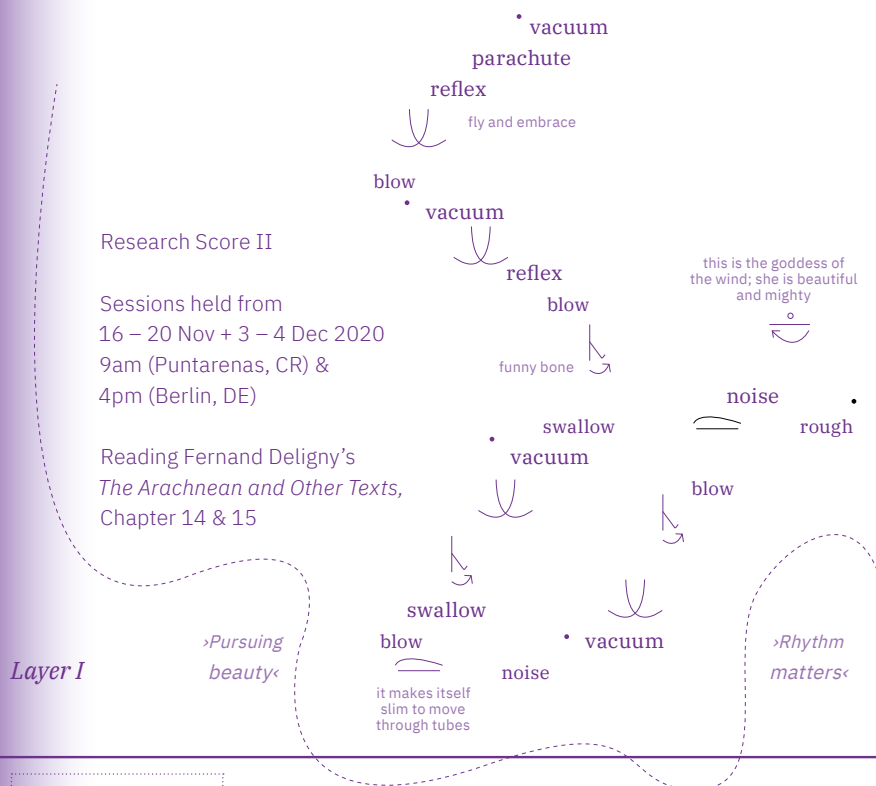 vacuum
parachute
reflex
fly and embrace
blow
vacuum
reflex
blow
funny bone
this is the goddess of
the wind; she is beautiful
and mighty
noise
rough
swallow
vacuum
blow
swallow
blow
vacuum
noise
it makes itself
slim to move
through tubes
Research Score II
Sessions held from
16 – 20 Nov + 3 – 4 Dec 2020
9am (Puntarenas, CR) &
4pm (Berlin, DE)
Reading Fernand Deligny’s
The Arachnean and Other Texts,
Chapter 14 & 15
Layer I
›Pursuing
beauty‹
›Rhythm
matters‹